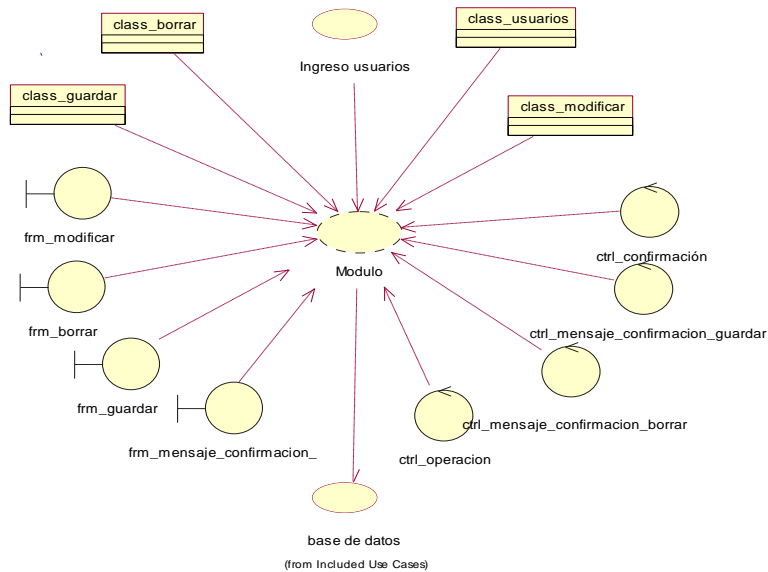 class_borrar
class_usuarios
Ingreso usuarios
class_guardar
class_modificar
frm_modificar
ctrl_confirmación
Modulo
frm_borrar
ctrl_mensaje_confirmacion_guardar
frm_guardar
ctrl_mensaje_confirmacion_borrar
frm_mensaje_confirmacion_
ctrl_operacion
base de datos
(from Included Use Cases)